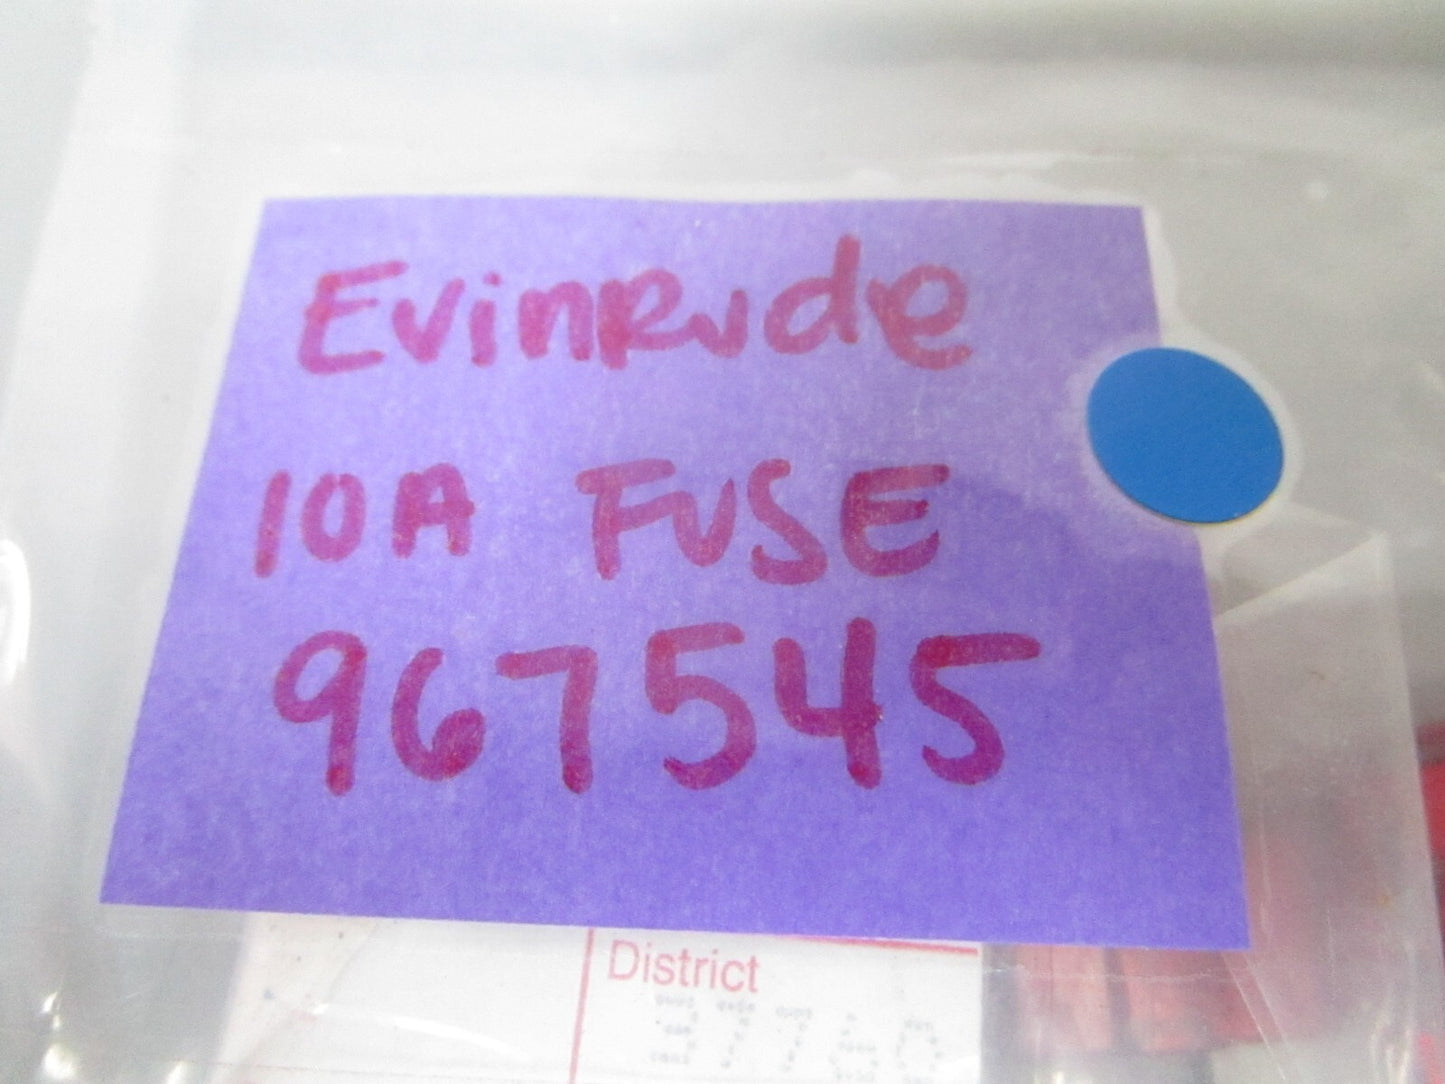 Evinrude
10A FUSE
967545
District